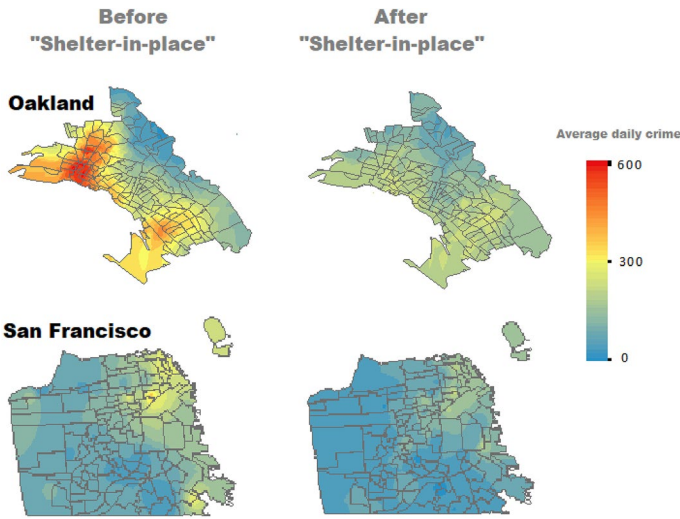 Before
"Shelter-in-place"
After
"Shelter-in-place"
Oakland
Average daily crime
600
300
0
San Francisco